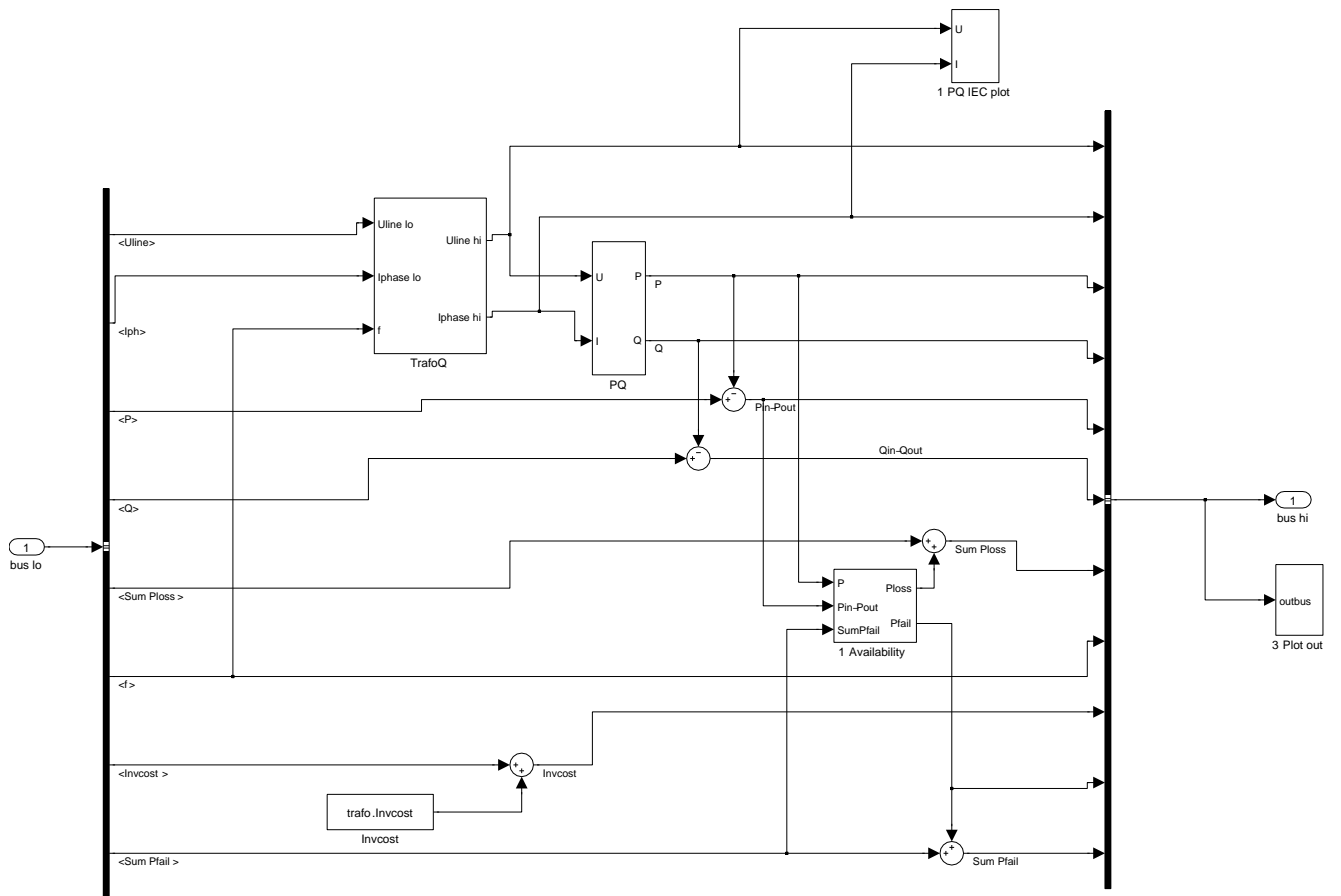 U
I
1 PQ IEC plot
Uline lo
Uline hi
<Uline>
Iphase lo
U
P
P
Iphase hi
<Iph>
f
I
Q
Q
TrafoQ
PQ
−
+
Pin-Pout
<P>
−
+
Qin-Qout
<Q>
1
bus hi
1
bus lo
+
+
Sum Ploss
<Sum Ploss >
P
Ploss
Pin-Pout
Pfail
SumPfail
1 Availability
outbus
3 Plot out
<f>
+
+
Invcost
<Invcost >
trafo.Invcost
Invcost
+
+
Sum Pfail
<Sum Pfail >